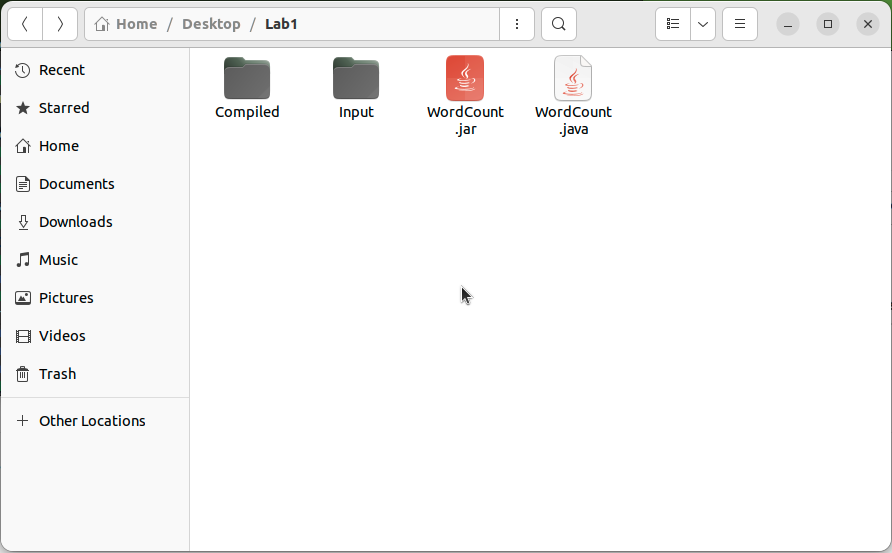 Home / Desktop / Lab1
Recent
Starred
Home
Documents
Downloads
Music
Pictures
Videos
Trash
Other Locations
Compiled
Input
WordCount
.jar
WordCount
.java